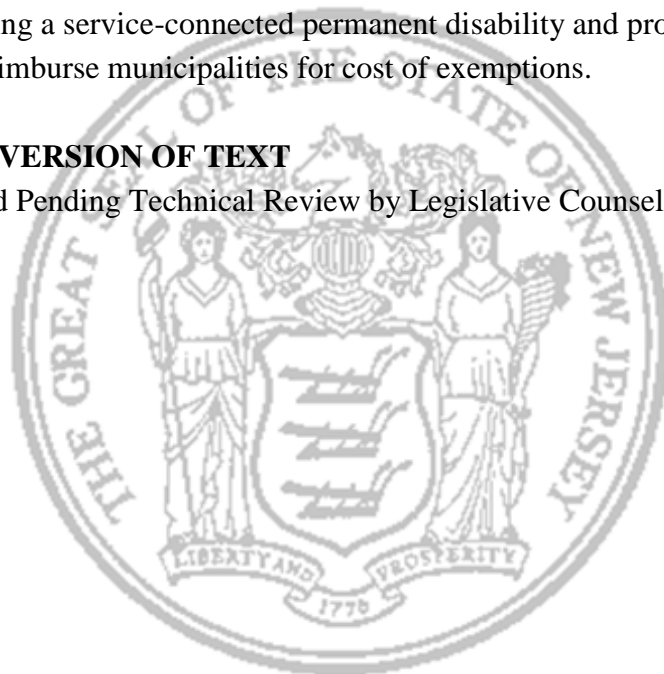 ing a service-connected permanent disability and pro
imburse municipalities for cost of exemptions.
VERSION OF TEXT
d Pending Technical Review by Legislative Counsel
THE GREAT SEAL OF THE STATE OF NEW JERSEY
LIBERTY AND PROSPERITY
1776